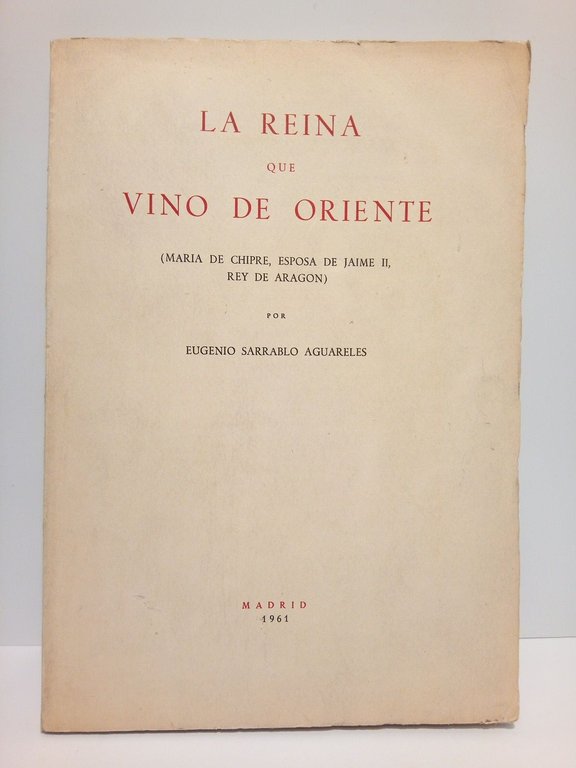 LA REINA
QUE
VINO DE ORIENTE
(MARIA DE CHIPRE, ESPOSA DE JAIME II,
REY DE ARAGON)
POR
EUGENIO SARRABLO AGUARELES
MADRID
1961